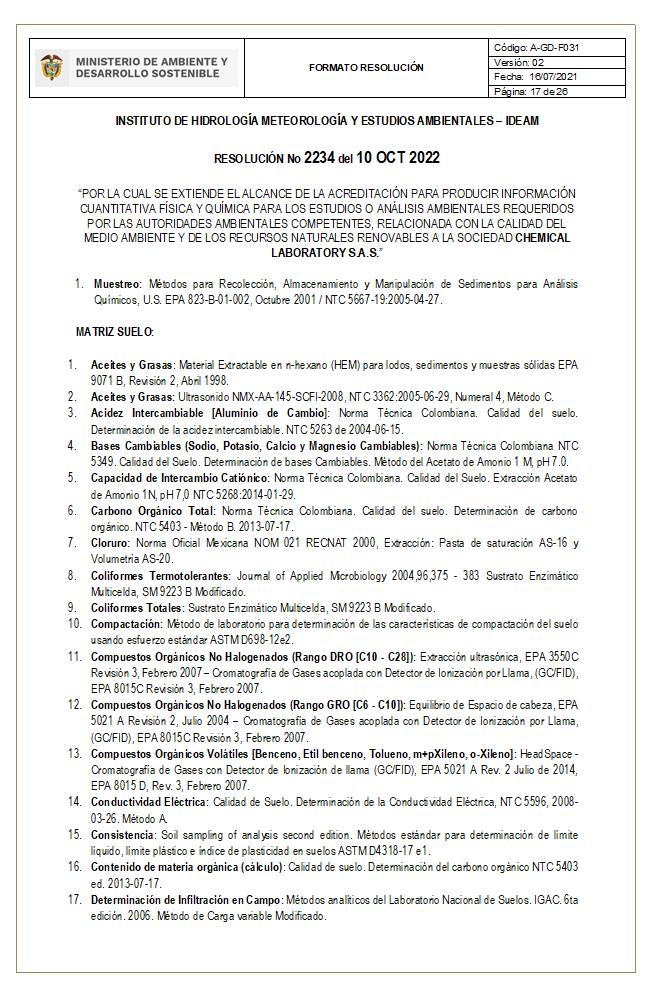 MINISTERIO DE AMBIENTE Y
DESARROLLO SOSTENIBLE
FORMATO RESOLUCIÓN
Código: A-GD-F031
Versión: 02
Fecha: 16/07/2021
Página: 17 de 26
INSTITUTO DE HIDROLOGÍA METEOROLOGÍA Y ESTUDIOS AMBIENTALES – IDEAM
RESOLUCIÓN No 2234 del 10 OCT 2022
“POR LA CUAL SE EXTIENDE EL ALCANCE DE LA ACREDITACIÓN PARA PRODUCIR INFORMACIÓN
CUANTITATIVA FÍSICA Y QUÍMICA PARA LOS ESTUDIOS O ANÁLISIS AMBIENTALES REQUERIDOS
POR LAS AUTORIDADES AMBIENTALES COMPETENTES, RELACIONADA CON LA CALIDAD DEL
MEDIO AMBIENTE Y DE LOS RECURSOS NATURALES RENOVABLES A LA SOCIEDAD CHEMICAL
LABORATORY S.A.S.”
1. Muestreo: Métodos para Recolección, Almacenamiento y Manipulación de Sedimentos para Análisis
Químicos, U.S. EPA 823-B-01-002, Octubre 2001 / NTC 5667-19:2005-04-27.
MATRIZ SUELO:
1. Aceites y Grasas: Material Extractable en n-hexano (HEM) para lodos, sedimentos y muestras sólidas EPA
9071 B, Revisión 2, Abril 1998.
2. Aceites y Grasas: Ultrasonido NMX-AA-145-SCFI-2008, NTC 3362:2005-06-29, Numeral 4, Método C.
3. Acidez Intercambiable [Aluminio de Cambio]: Norma Técnica Colombiana. Calidad del suelo.
Determinación de la acidez intercambiable. NTC 5263 de 2004-06-15.
4. Bases Cambiables (Sodio, Potasio, Calcio y Magnesio Cambiables): Norma Técnica Colombiana NTC
5349. Calidad del Suelo. Determinación de bases Cambiables. Método del Acetato de Amonio 1 M, pH 7.0.
5. Capacidad de Intercambio Catiónico: Norma Técnica Colombiana. Calidad del Suelo. Extracción Acetato
de Amonio 1N, pH 7,0 NTC 5268:2014-01-29.
6. Carbono Orgánico Total: Norma Técnica Colombiana. Calidad del suelo. Determinación de carbono
orgánico. NTC 5403 - Método B. 2013-07-17.
7. Cloruro: Norma Oficial Mexicana NOM 021 RECNAT 2000, Extracción: Pasta de saturación AS-16 y
Volumetría AS-20.
8. Coliformes Termotolerantes: Journal of Applied Microbiology 2004,96,375 - 383 Sustrato Enzimático
Multicelda, SM 9223 B Modificado.
9. Coliformes Totales: Sustrato Enzimático Multicelda, SM 9223 B Modificado.
10. Compactación: Método de laboratorio para determinación de las características de compactación del suelo
usando esfuerzo estándar ASTM D698-12e2.
11. Compuestos Orgánicos No Halogenados (Rango DRO [C10 - C28]): Extracción ultrasónica, EPA 3550C
Revisión 3, Febrero 2007 – Cromatografía de Gases acoplada con Detector de Ionización por Llama, (GC/FID),
EPA 8015C Revisión 3, Febrero 2007.
12. Compuestos Orgánicos No Halogenados (Rango GRO [C6 - C10]): Equilibrio de Espacio de cabeza, EPA
5021 A Revisión 2, Julio 2004 – Cromatografía de Gases acoplada con Detector de Ionización por Llama,
(GC/FID), EPA 8015C Revisión 3, Febrero 2007.
13. Compuestos Orgánicos Volátiles [Benceno, Etil benceno, Tolueno, m+pXileno, o-Xileno]: HeadSpace -
Cromatografía de Gases con Detector de Ionización de llama (GC/FID), EPA 5021 A Rev. 2 Julio de 2014,
EPA 8015 D, Rev. 3, Febrero 2007.
14. Conductividad Eléctrica: Calidad de Suelo. Determinación de la Conductividad Eléctrica, NTC 5596, 2008-
03-26. Método A.
15. Consistencia: Soil sampling of analysis second edition. Métodos estándar para determinación de límite
líquido, limite plástico e índice de plasticidad en suelos ASTM D4318-17 e1.
16. Contenido de materia orgánica (cálculo): Calidad de suelo. Determinación del carbono orgánico NTC 5403
ed. 2013-07-17.
17. Determinación de Infiltración en Campo: Métodos analíticos del Laboratorio Nacional de Suelos. IGAC. 6ta
edición. 2006. Método de Carga variable Modificado.